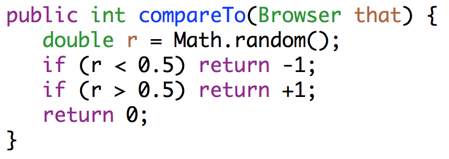 public int compareTo(Browser that) {
   double r = Math.random();
   if (r < 0.5) return -1;
   if (r > 0.5) return +1;
   return 0;
}